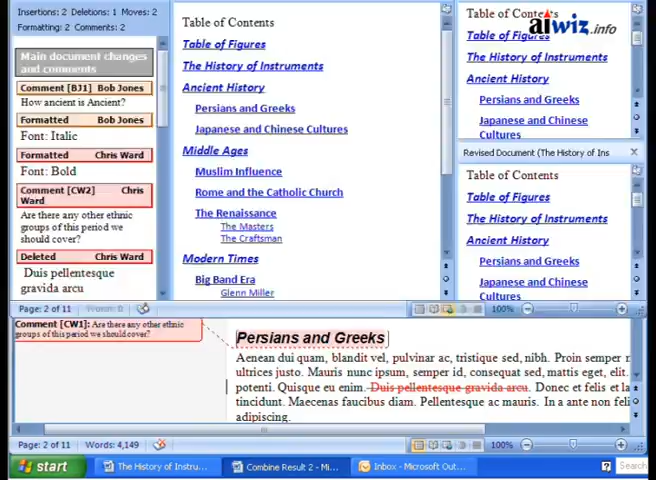 Insertions: 2 Deletions: 1 Moves: 2
Formatting: 2 Comments: 2
Main document changes
and comments
Comment [BJ1] Bob Jones
How ancient is Ancient?
Formatted Bob Jones
Font: Italic
Formatted Chris Ward
Font: Bold
Comment [CW2] Chris
Ward
Are there any other ethnic
groups of this period we
should cover?
Deleted Chris Ward
Duis pellentesque
gravida arcu
Table of Contents
Table of Figures
The History of Instruments
Ancient History
Persians and Greeks
Japanese and Chinese Cultures
Middle Ages
Muslim Influence
Rome and the Catholic Church
The Renaissance
The Masters
The Craftsman
Modern Times
Big Band Era
Glenn Miller
Table of Contents
aiwiz.info
Table of Figures
The History of Instruments
Ancient History
Persians and Greeks
Japanese and Chinese
Cultures
Revised Document (The History of Ins
Table of Contents
Table of Figures
The History of Instruments
Ancient History
Persians and Greeks
Japanese and Chinese
Cultures
Page: 2 of 11
100%
Comment [CW1]: Are there any other ethnic
groups of this period we should cover?
Persians and Greeks
Aenean dui quam, blandit vel, pulvinar ac, tristique sed, nibh. Proin semper
ultrices justo. Mauris nunc ipsum, semper id, consequat sed, mattis eget, elit.
potenti. Quisque eu enim. Duis pellentesque gravida arcu. Donec et felis et la
tincidunt. Maecenas faucibus diam. Pellentesque ac mauris. In a ante non feli
adipiscing.
Page: 2 of 11 Words: 4,149
100%
start
The History of Instru...
Combine Result 2 - Mi...
Inbox - Microsoft Out...
Search